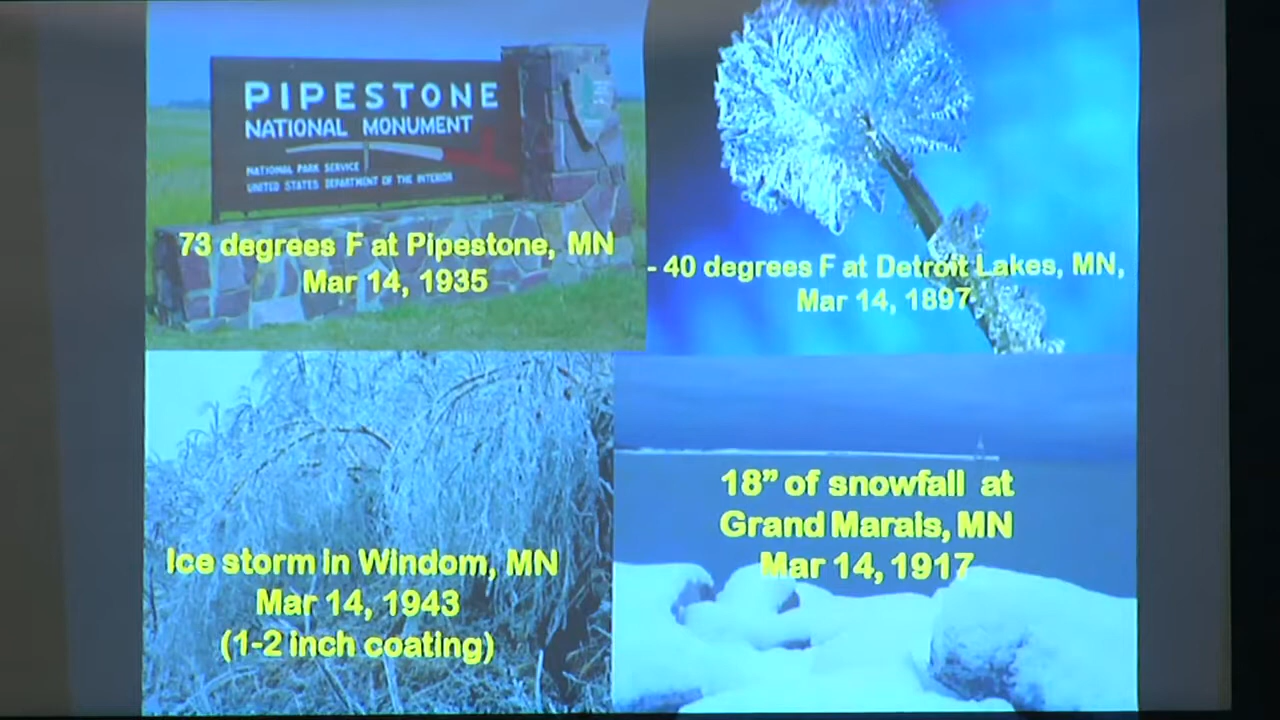 PIPESTONE
NATIONAL MONUMENT
NATIONAL PARK SERVICE
UNITED STATES DEPARTMENT OF THE INTERIOR
73 degrees F at Pipestone, MN
Mar 14, 1935
- 40 degrees F at Detroit Lakes, MN,
Mar 14, 1897
Ice storm in Windom, MN
Mar 14, 1943
(1-2 inch coating)
18” of snowfall at
Grand Marais, MN
Mar 14, 1917